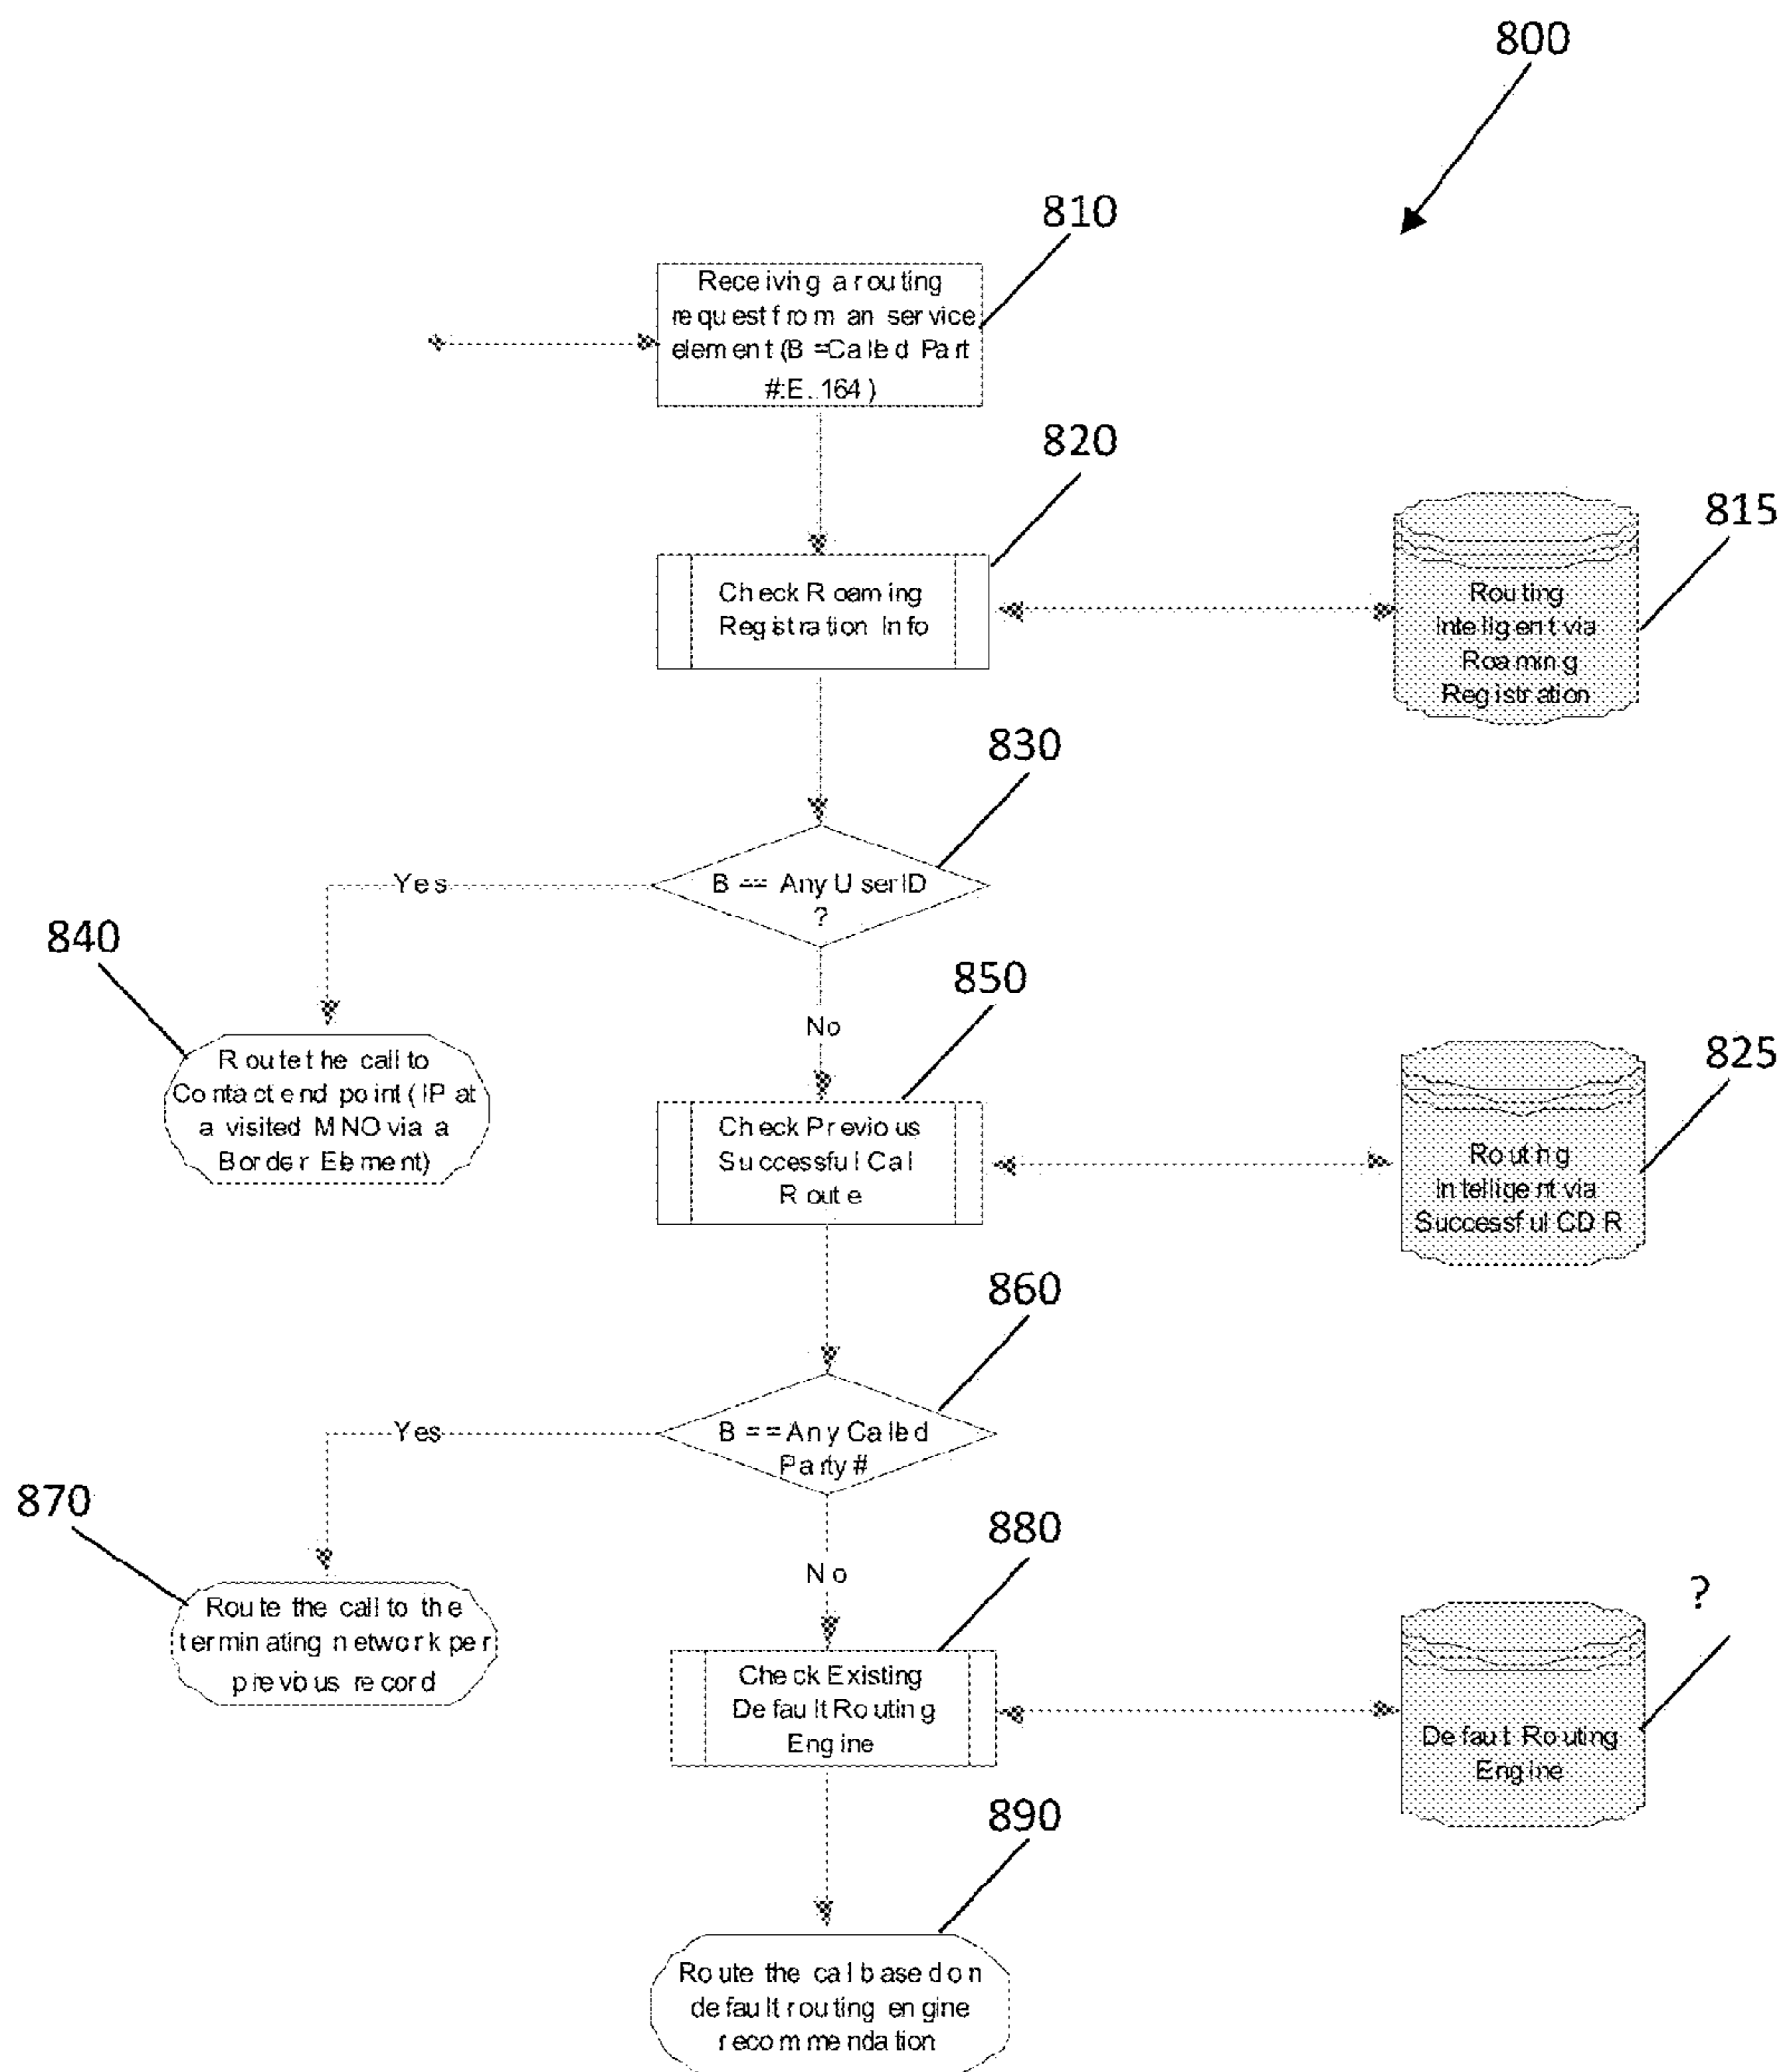 800
810
Receiving a routing
request from an service
element (B =Called Part
#:E.164)
820
Check Roaming
Registration Info
815
Routing
Intelligent via
Roaming
Registration
830
B == Any UserID
?
Yes
840
Route the call to
Contact end point (IP at
a visited MNO via a
Border Element)
No
850
Check Previous
Successful Cal
Route
825
Routing
Intelligent via
Successful CDR
860
B == Any Called
Party #
Yes
870
Route the call to the
terminating network per
previous record
No
880
Check Existing
Default Routing
Engine
?
Default Routing
Engine
890
Route the call based on
default routing engine
recommendation